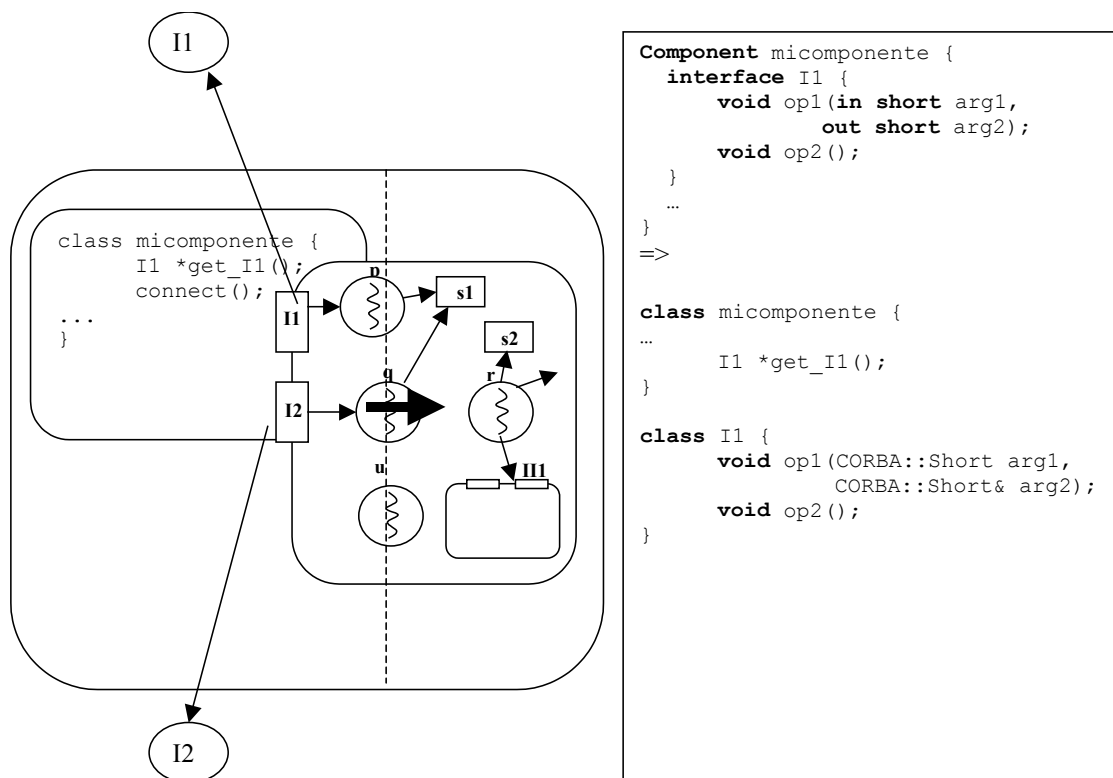 I1
class micomponente {
I1 *get_I1();
connect();
...
}
p
I1
s1
s2
q
r
I2
u
II1
I2
Component micomponente {
interface I1 {
void op1(in short arg1,
out short arg2);
void op2();
}
…
}
=>
class micomponente {
…
I1 *get_I1();
}
class I1 {
void op1(CORBA::Short arg1,
CORBA::Short& arg2);
void op2();
}